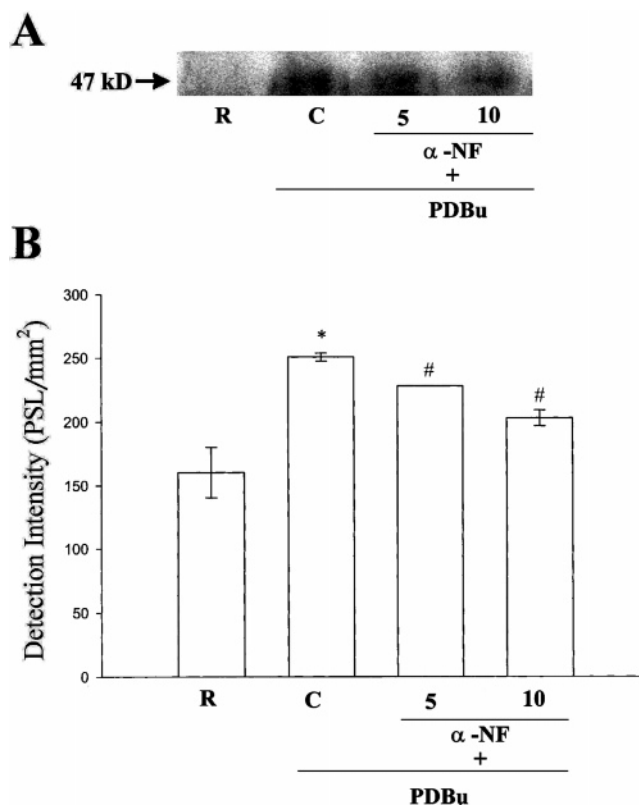 A
47 kD
R C 5 10
α -NF
+
PDBu
B
Detection Intensity (PSL/mm²)
300
250
200
150
100
50
0
* # #
R C 5 10
α -NF
+
PDBu